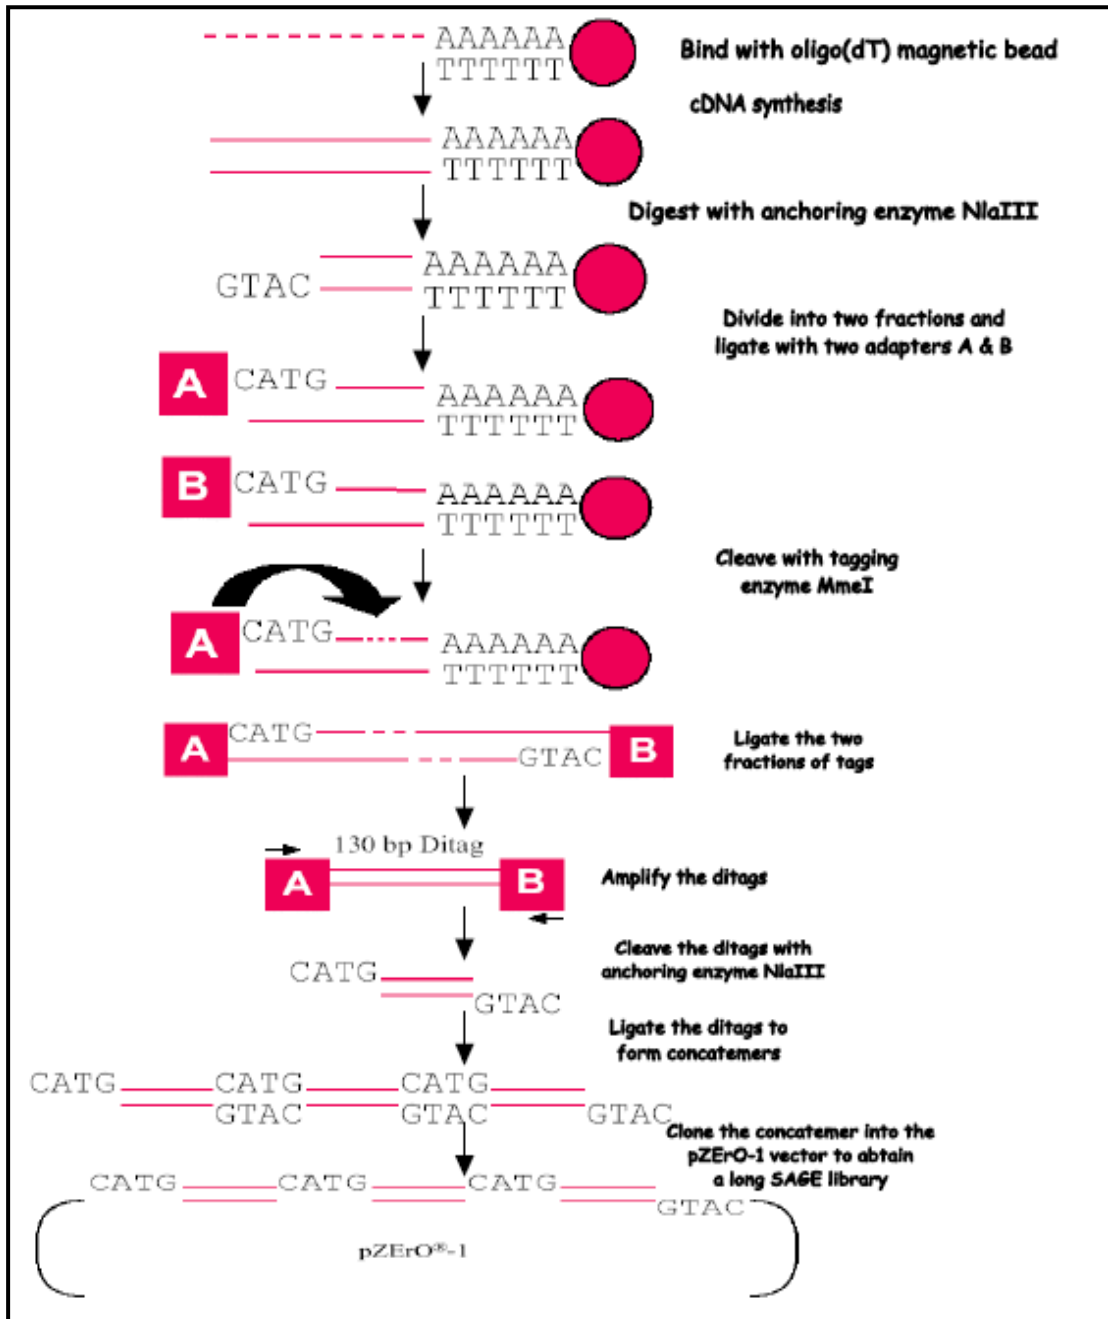 AAAAAA
TTTTTT
Bind with oligo(dT) magnetic bead
cDNA synthesis
AAAAAA
TTTTTT
Digest with anchoring enzyme NlaIII
AAAAAA
GTAC
TTTTTT
Divide into two fractions and
ligate with two adapters A & B
A
CATG
AAAAAA
TTTTTT
B
CATG
AAAAAA
TTTTTT
Cleave with tagging
enzyme MmeI
A
CATG
AAAAAA
TTTTTT
A
CATG
GTAC
B
Ligate the two
fractions of tags
130 bp Ditag
A
B
Amplify the ditags
Cleave the ditags with
anchoring enzyme NlaIII
CATG
GTAC
Ligate the ditags to
form concatemers
CATG CATG CATG
GTAC GTAC GTAC
Clone the concatemer into the
pZErO-1 vector to abtain
a long SAGE library
CATG CATG CATG
GTAC
pZErO®-1